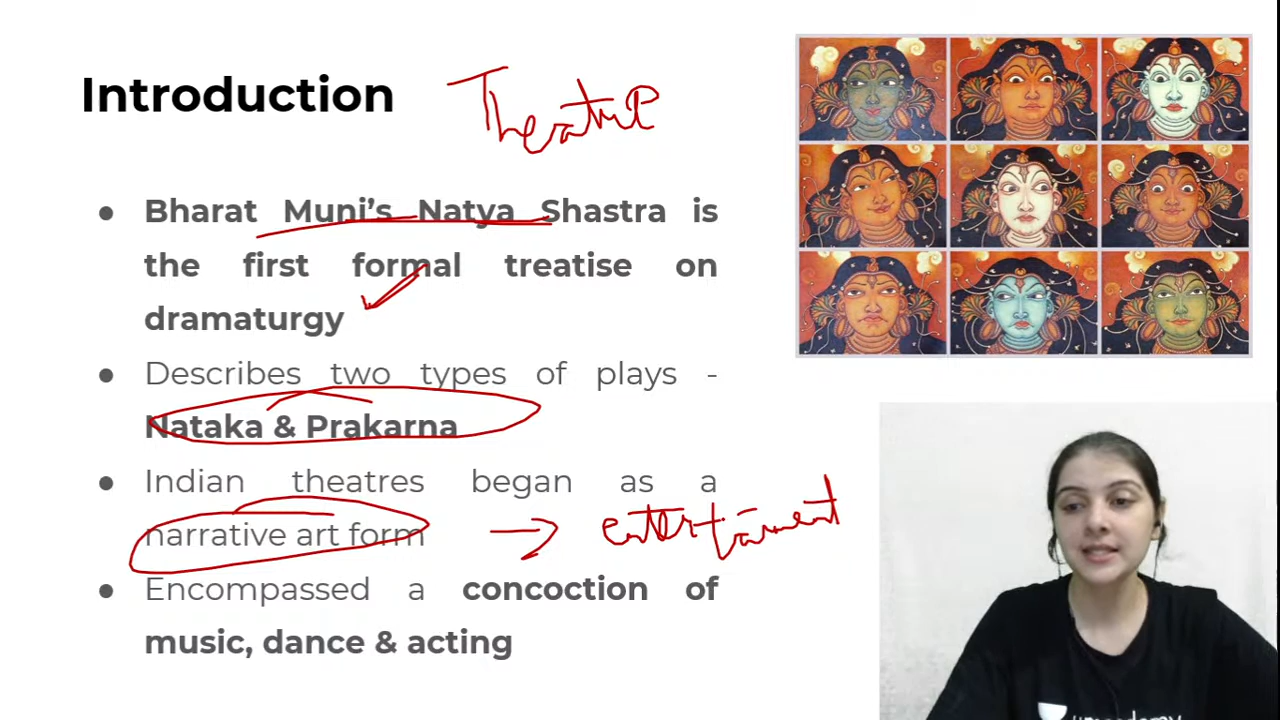 Introduction
Theatre
● Bharat Muni's Natya Shastra is
the first formal treatise on
dramaturgy
● Describes two types of plays -
Nataka & Prakarna
● Indian theatres began as a
narrative art form → entertainment
● Encompassed a concoction of
music, dance & acting